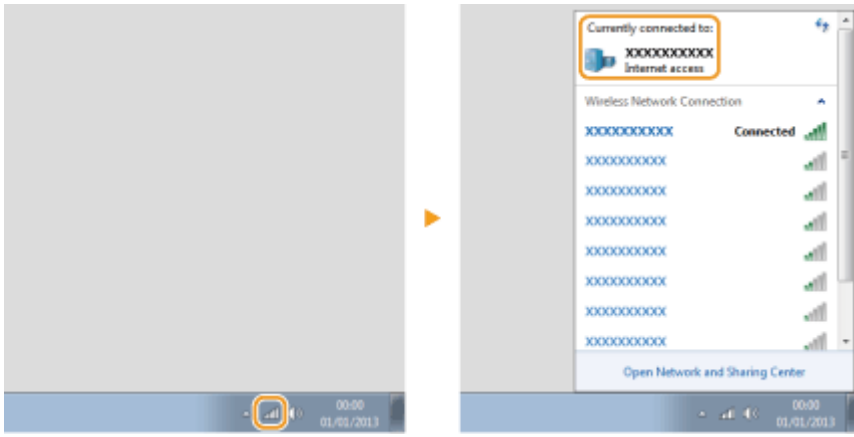 00:00
01/01/2013
Currently connected to:
XXXXXXXXXX
Internet access
Wireless Network Connection
XXXXXXXXXX Connected
XXXXXXXXXX
XXXXXXXXXX
XXXXXXXXXX
XXXXXXXXXX
XXXXXXXXXX
XXXXXXXXXX
XXXXXXXXXX
Open Network and Sharing Center
00:00
01/01/2013